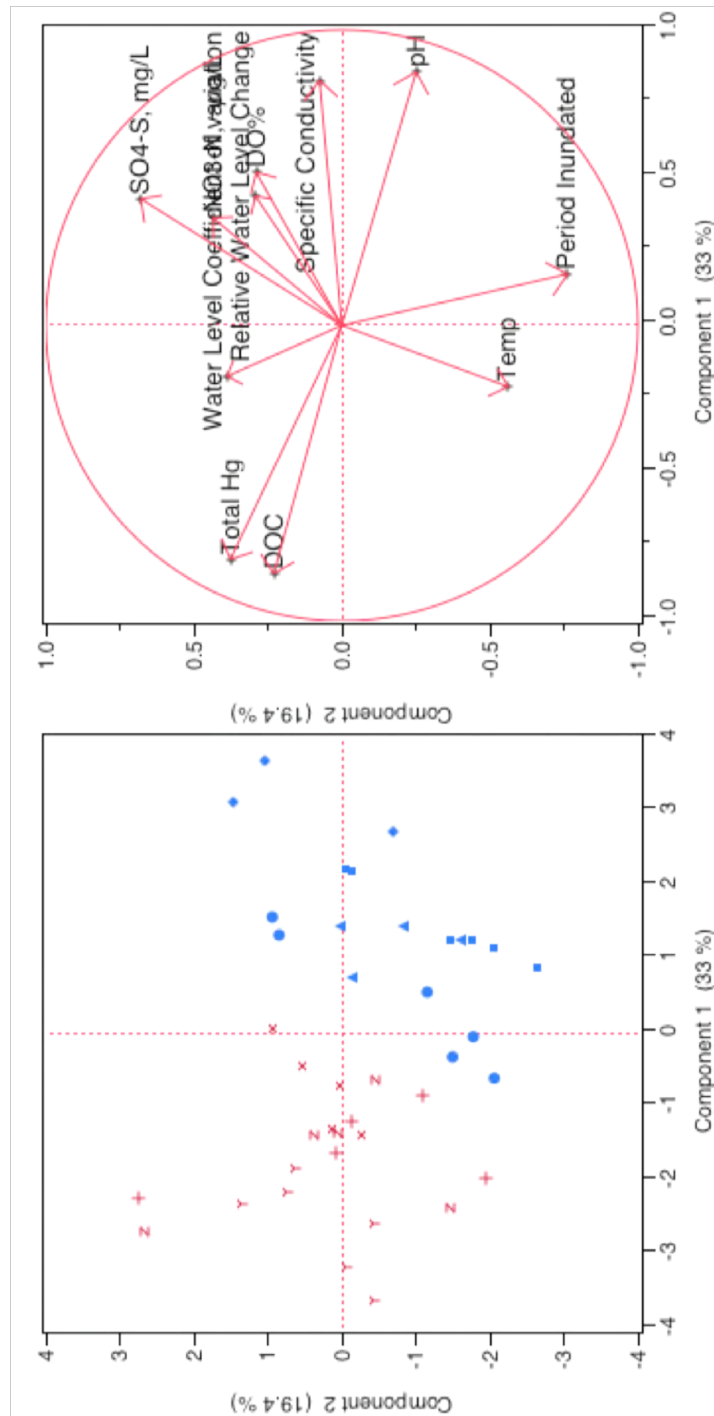 Component 2 (19.4 %)
4
3
2
1
0
-1
-2
-3
-4
-4
-3
-2
-1
0
1
2
3
4
Component 1 (33 %)
Component 2 (19.4 %)
1.0
0.5
0.0
-0.5
-1.0
SO4-S, mg/L
NO3-N,
Water Level Coefficient of variation
Relative Water Level Change
DO%
Total Hg
DOC
Specific Conductivity
pH
Temp
Period Inundated
-1.0
-0.5
0.0
0.5
1.0
Component 1 (33 %)